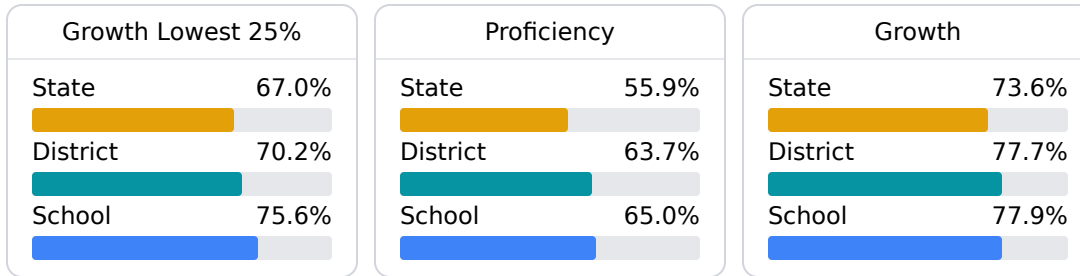 Growth Lowest 25%
State 67.0%
District 70.2%
School 75.6%
Proficiency
State 55.9%
District 63.7%
School 65.0%
Growth
State 73.6%
District 77.7%
School 77.9%